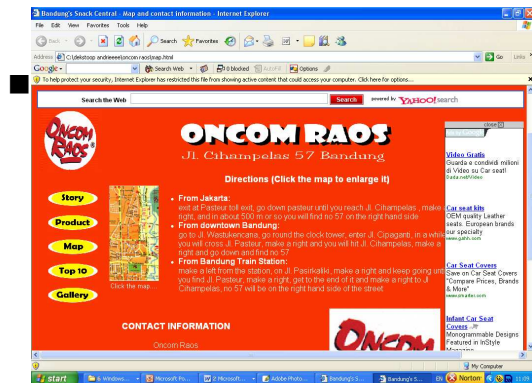 Bandung's Snack Central - Map and contact information - Internet Explorer
File Edit View Favorites Tools Help
Back Search Favorites
Address C:\dekstoop andrieeee\oncom raos\map.html Go Links
Google Search Web 0 blocked AutoFill Options
To help protect your security, Internet Explorer has restricted this file from showing active content that could access your computer. Click here for options...
Search the Web Search powered by YAHOO! search
ONCOM RAOS
ONCOM RAOS
Jl. Cihampelas 57 Bandung
Directions (Click the map to enlarge it)
Story
Product
Map
Top 10
Gallery
Click the map...
From Jakarta:
exit at Pasteur toll exit, go down pasteur until you reach Jl. Cihampelas , make
right, and in about 500 m or so you will find no 57 on the right hand side
From downtown Bandung:
go to Jl. Wastukencana, go round the clock tower, enter Jl. Cipaganti, in a while
you will cross Jl. Pasteur, make a right and you will hit Jl. Cihampelas, make a
right and go down and find no 57
From Bandung Train Station:
make a left from the station, on Jl. Pasirkaliki, make a right and keep going unti
you find Jl. Pasteur, make a right, get to the end of it and make a right to Jl
Cihampelas, no 57 will be on the right hand side of the street
CONTACT INFORMATION
Oncom Raos
ONCOM
close
Video Gratis
Guarda e condividi milioni
di Video su Car seat!
Dada.net/Video
Car seat kits
OEM quality Leather
seats. European brands
our specialty
Car Seat Covers
Save on Car Seat Covers
"Compare Prices, Brands
& More"
Infant Car Seat
Covers
Monogrammable Designs
Featured in InStyle
My Computer
start 6 Windows... Microsoft Po... 2 Microsoft... Adobe Photo... Bandung's S... Bandung's S... EN Norton 11:09